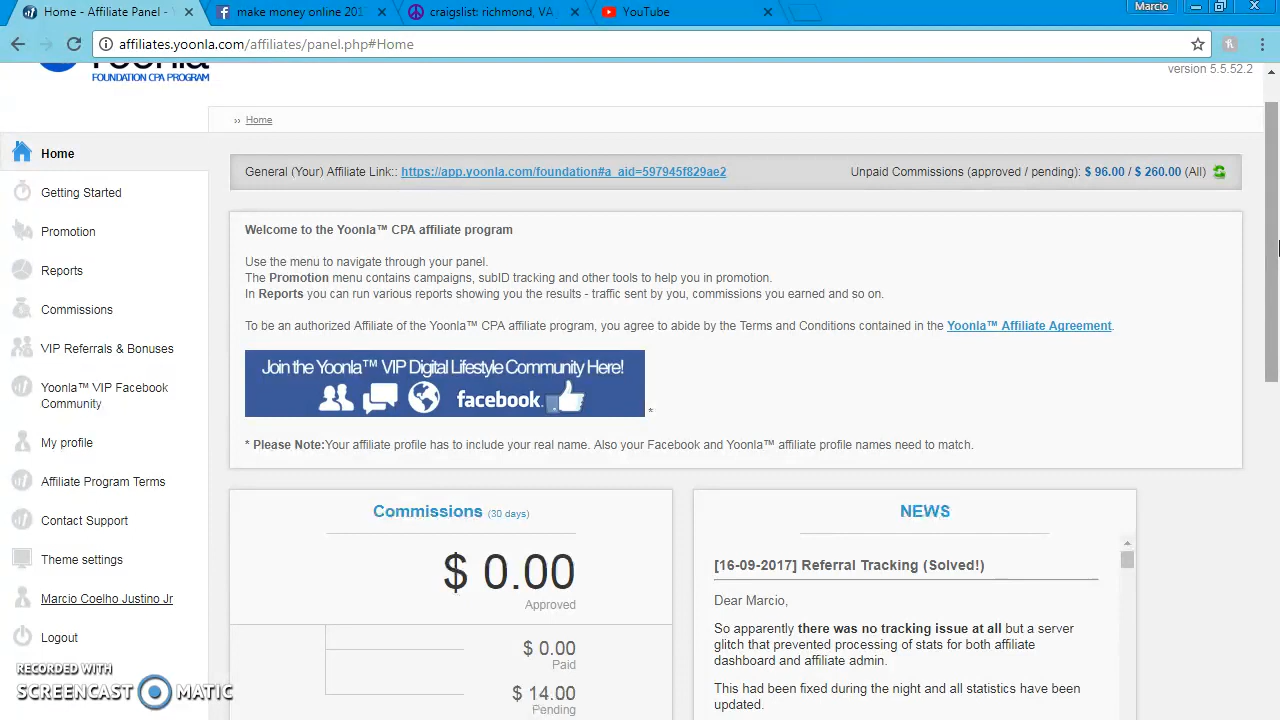 Home - Affiliate Panel -
make money online 201
craigslist: richmond, VA
YouTube
Marcio
affiliates.yoonla.com/affiliates/panel.php#Home
FOUNDATION CPA PROGRAM
version 5.5.52.2
›› Home
Home
Getting Started
Promotion
Reports
Commissions
VIP Referrals & Bonuses
Yoonla™ VIP Facebook
Community
My profile
Affiliate Program Terms
Contact Support
Theme settings
Marcio Coelho Justino Jr
Logout
General (Your) Affiliate Link:: https://app.yoonla.com/foundation#a_aid=597945f829ae2
Unpaid Commissions (approved / pending): $ 96.00 / $ 260.00 (All)
Welcome to the Yoonla™ CPA affiliate program
Use the menu to navigate through your panel.
The Promotion menu contains campaigns, subID tracking and other tools to help you in promotion.
In Reports you can run various reports showing you the results - traffic sent by you, commissions you earned and so on.
To be an authorized Affiliate of the Yoonla™ CPA affiliate program, you agree to abide by the Terms and Conditions contained in the Yoonla™ Affiliate Agreement.
Join the Yoonla™ VIP Digital Lifestyle Community Here!
facebook.
*
* Please Note:Your affiliate profile has to include your real name. Also your Facebook and Yoonla™ affiliate profile names need to match.
Commissions (30 days)
$ 0.00
Approved
$ 0.00
Paid
$ 14.00
Pending
NEWS
[16-09-2017] Referral Tracking (Solved!)
Dear Marcio,
So apparently there was no tracking issue at all but a server
glitch that prevented processing of stats for both affiliate
dashboard and affiliate admin.
This had been fixed during the night and all statistics have been
updated.
RECORDED WITH
SCREENCAST MATIC